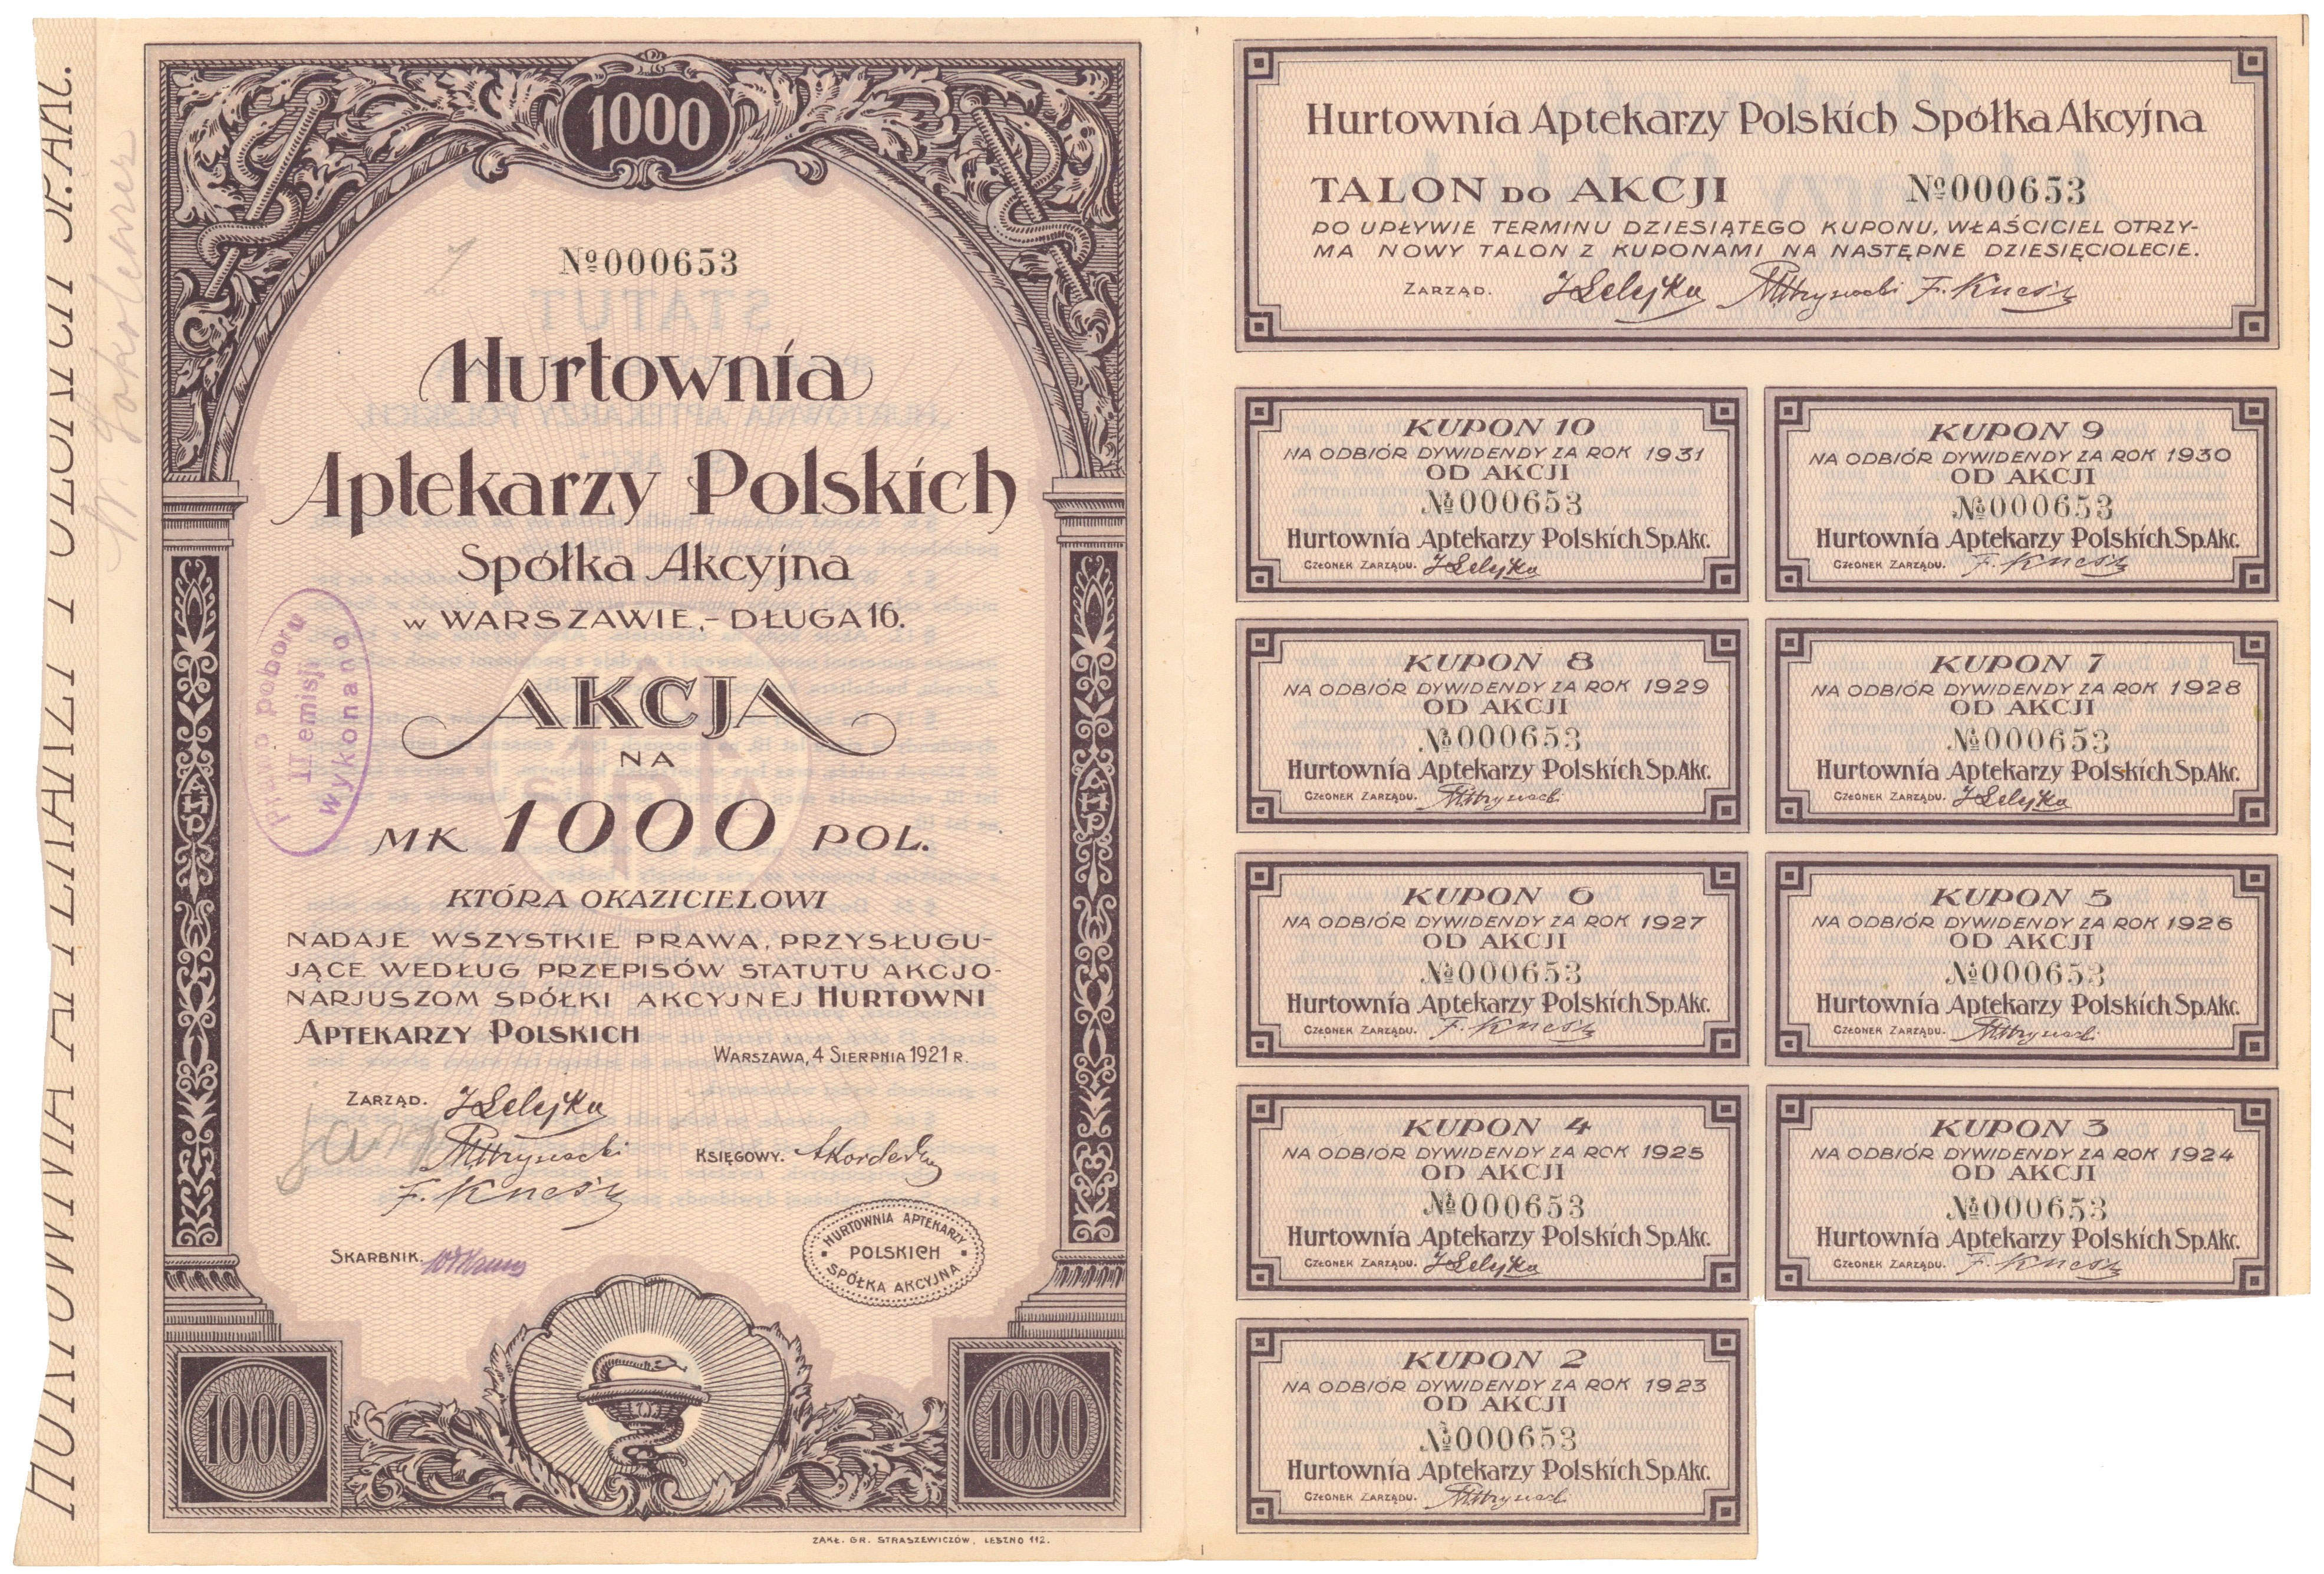 1000
№000653
Hurtownia
Aptekarzy Polskich
Spółka Akcyjna
w WARSZAWIE,- DŁUGA 16.
AKCJA
NA
MK 1000 POL.
KTÓRA OKAZICIELOWI
NADAJE WSZYSTKIE PRAWA, PRZYSŁUGU-
JĄCE WEDŁUG PRZEPISÓW STATUTU AKCJO-
NARJUSZOM SPÓŁKI AKCYJNEJ HURTOWNI
APTEKARZY POLSKICH
WARSZAWA, 4 SIERPNIA 1921 R.
ZARZĄD.
KSIĘGOWY.
SKARBNIK.
HURTOWNIA APTEKARZY
POLSKICH
SPÓŁKA AKCYJNA
Prawo poboru
II emisji
Wykonano
AHP
AHP
1000
1000
ZAKŁ. GR. STRASZEWICZÓW, LESZNO 112.
Hurtownia Aptekarzy Polskich Spółka Akcyjna
TALON DO AKCJI №000653
PO UPŁYWIE TERMINU DZIESIĄTEGO KUPONU, WŁAŚCICIEL OTRZY-
MA NOWY TALON Z KUPONAMI NA NASTĘPNE DZIESIĘCIOLECIE.
ZARZĄD.
KUPON 10
NA ODBIÓR DYWIDENDY ZA ROK 1931
OD AKCJI
№000653
Hurtownia Aptekarzy Polskich Sp.Akc.
CZŁONEK ZARZĄDU.
KUPON 9
NA ODBIÓR DYWIDENDY ZA ROK 1930
OD AKCJI
№000653
Hurtownia Aptekarzy Polskich Sp.Akc.
CZŁONEK ZARZĄDU.
KUPON 8
NA ODBIÓR DYWIDENDY ZA ROK 1929
OD AKCJI
№000653
Hurtownia Aptekarzy Polskich Sp.Akc.
CZŁONEK ZARZĄDU.
KUPON 7
NA ODBIÓR DYWIDENDY ZA ROK 1928
OD AKCJI
№000653
Hurtownia Aptekarzy Polskich Sp.Akc.
CZŁONEK ZARZĄDU.
KUPON 6
NA ODBIÓR DYWIDENDY ZA ROK 1927
OD AKCJI
№000653
Hurtownia Aptekarzy Polskich Sp.Akc.
CZŁONEK ZARZĄDU.
KUPON 5
NA ODBIÓR DYWIDENDY ZA ROK 1926
OD AKCJI
№000653
Hurtownia Aptekarzy Polskich Sp.Akc.
CZŁONEK ZARZĄDU.
KUPON 4
NA ODBIÓR DYWIDENDY ZA ROK 1925
OD AKCJI
№000653
Hurtownia Aptekarzy Polskich Sp.Akc.
CZŁONEK ZARZĄDU.
KUPON 3
NA ODBIÓR DYWIDENDY ZA ROK 1924
OD AKCJI
№000653
Hurtownia Aptekarzy Polskich Sp.Akc.
CZŁONEK ZARZĄDU.
KUPON 2
NA ODBIÓR DYWIDENDY ZA ROK 1923
OD AKCJI
№000653
Hurtownia Aptekarzy Polskich Sp.Akc.
CZŁONEK ZARZĄDU.